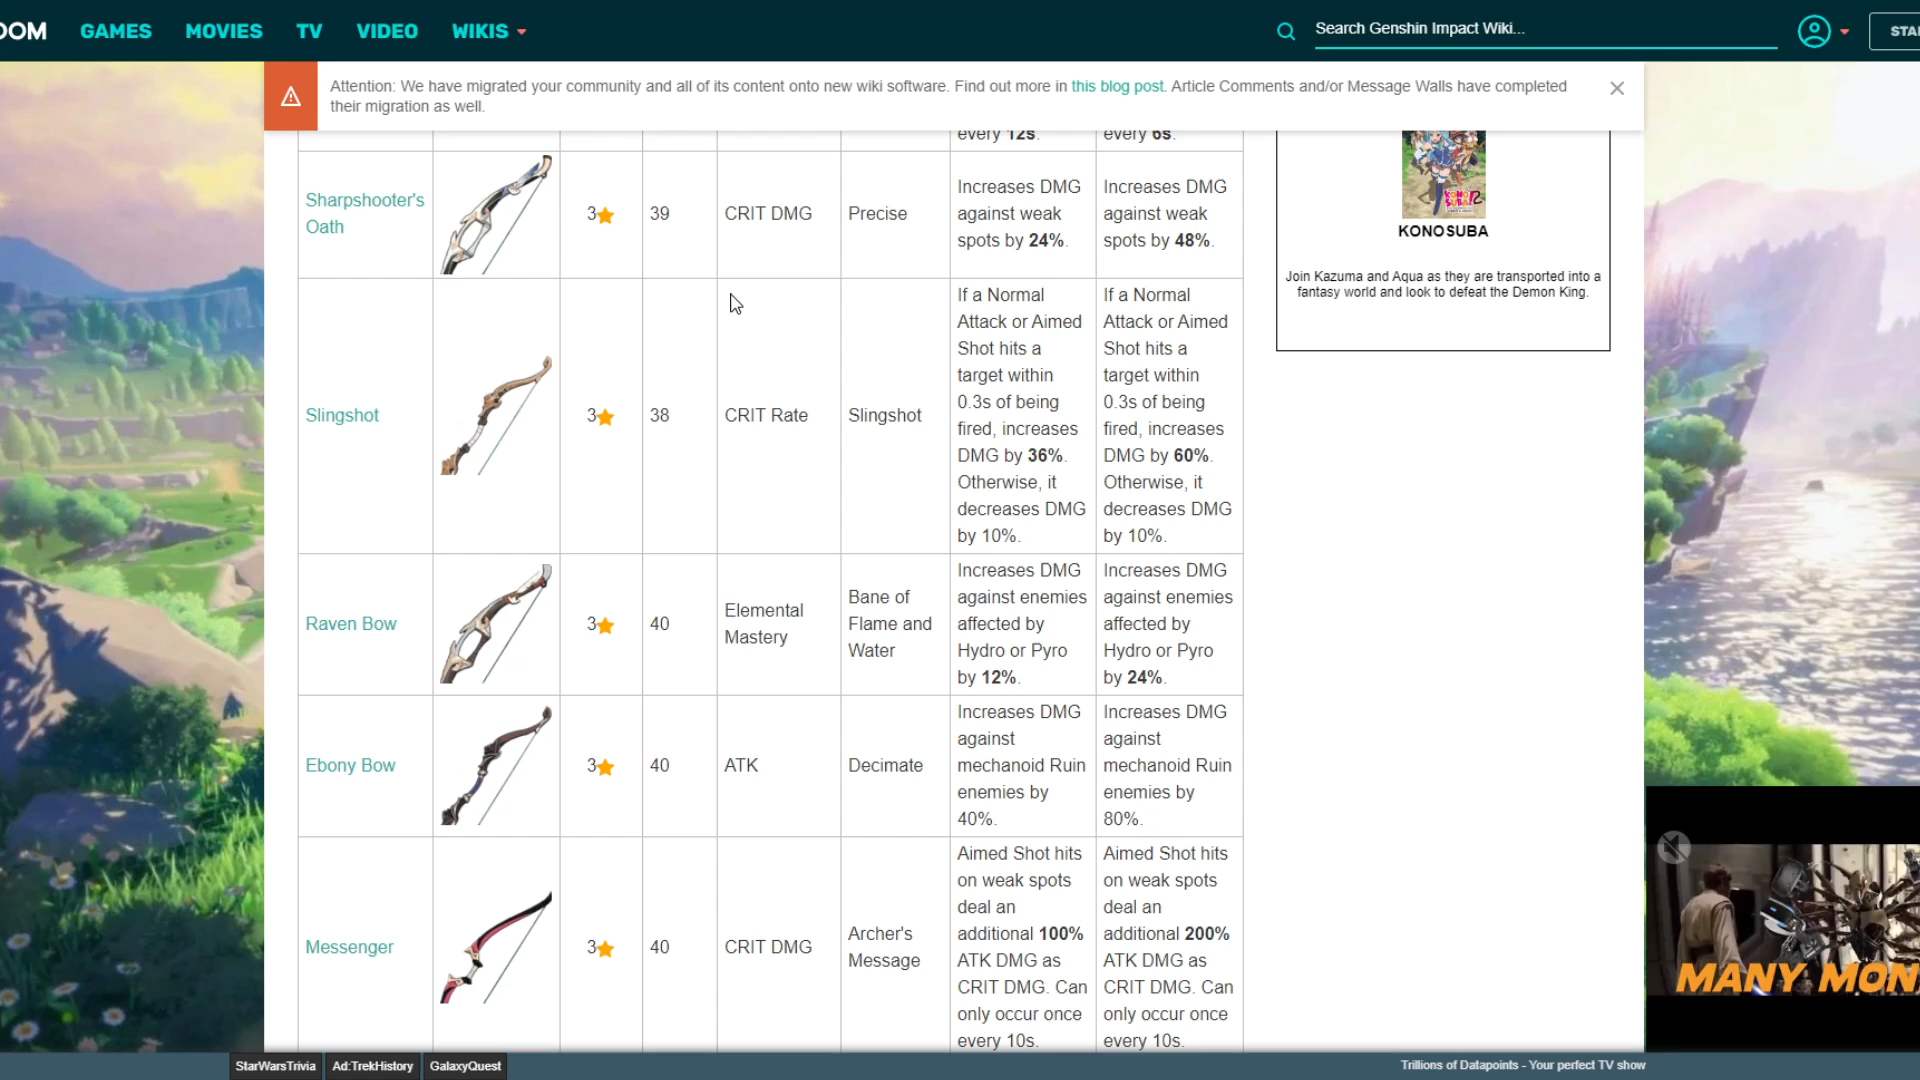 OOM
GAMES
MOVIES
TV
VIDEO
WIKIS
Search Genshin Impact Wiki...
Attention: We have migrated your community and all of its content onto new wiki software. Find out more in this blog post. Article Comments and/or Message Walls have completed
their migration as well.
every 12s.
every 6s.
Sharpshooter's
Oath
3
39
CRIT DMG
Precise
Increases DMG
against weak
spots by 24%.
Increases DMG
against weak
spots by 48%.
Slingshot
3
38
CRIT Rate
Slingshot
If a Normal
Attack or Aimed
Shot hits a
target within
0.3s of being
fired, increases
DMG by 36%.
Otherwise, it
decreases DMG
by 10%.
If a Normal
Attack or Aimed
Shot hits a
target within
0.3s of being
fired, increases
DMG by 60%.
Otherwise, it
decreases DMG
by 10%.
Raven Bow
3
40
Elemental
Mastery
Bane of
Flame and
Water
Increases DMG
against enemies
affected by
Hydro or Pyro
by 12%.
Increases DMG
against enemies
affected by
Hydro or Pyro
by 24%.
Ebony Bow
3
40
ATK
Decimate
Increases DMG
against
mechanoid Ruin
enemies by
40%.
Increases DMG
against
mechanoid Ruin
enemies by
80%.
Messenger
3
40
CRIT DMG
Archer's
Message
Aimed Shot hits
on weak spots
deal an
additional 100%
ATK DMG as
CRIT DMG. Can
only occur once
every 10s.
Aimed Shot hits
on weak spots
deal an
additional 200%
ATK DMG as
CRIT DMG. Can
only occur once
every 10s.
KONOSUBA
Join Kazuma and Aqua as they are transported into a
fantasy world and look to defeat the Demon King.
MANY MON
StarWarsTrivia
Ad:TrekHistory
GalaxyQuest
Trillions of Datapoints - Your perfect TV show